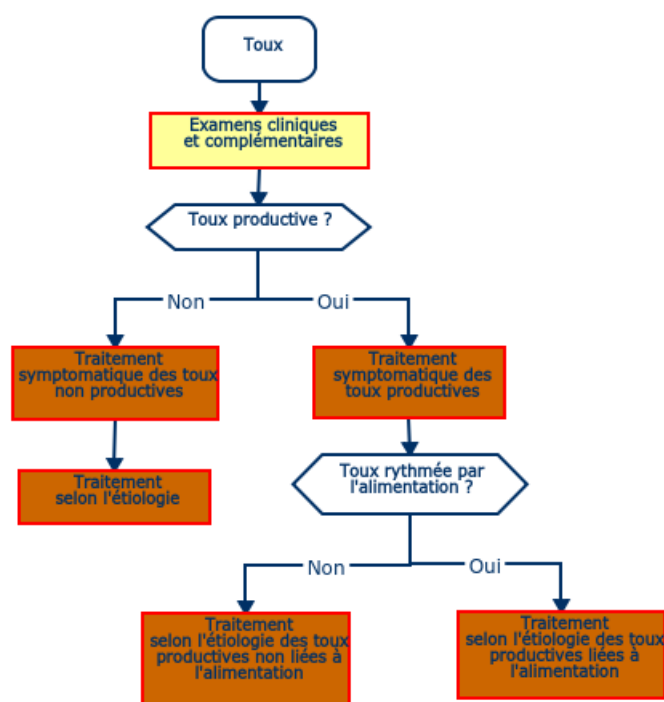 Toux
Examens cliniques
et complémentaires
Toux productive ?
Non
Oui
Traitement
symptomatique des toux
non productives
Traitement
symptomatique des
toux productives
Traitement
selon l'étiologie
Toux rythmée par
l'alimentation ?
Non
Oui
Traitement
selon l'étiologie des toux
productives non liées à
l'alimentation
Traitement
selon l'étiologie des toux
productives liées à
l'alimentation